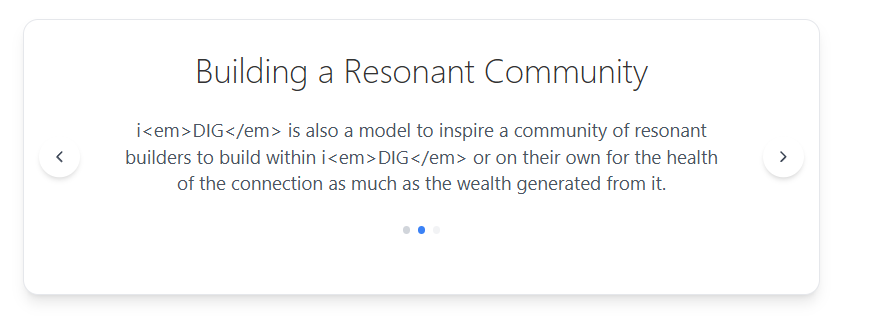 Building a Resonant Community
i<em>DIG</em> is also a model to inspire a community of resonant
builders to build within i<em>DIG</em> or on their own for the health
of the connection as much as the wealth generated from it.